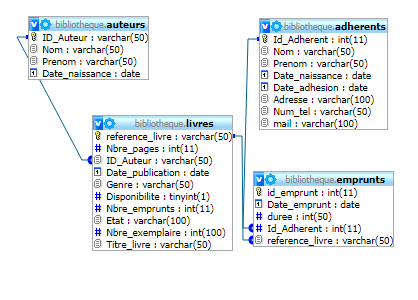 bibliotheque.auteurs
ID_Auteur : varchar(50)
Nom : varchar(50)
Prenom : varchar(50)
Date_naissance : date
bibliotheque.adherents
Id_Adherent : int(11)
Nom : varchar(50)
Prenom : varchar(50)
Date_naissance : date
Date_adhesion : date
Adresse : varchar(100)
Num_tel : varchar(50)
mail : varchar(100)
bibliotheque.livres
reference_livre : varchar(50)
# Nbre_pages : int(11)
ID_Auteur : varchar(50)
Date_publication : date
Genre : varchar(50)
# Disponibilite : tinyint(1)
# Nbre_emprunts : int(11)
Etat : varchar(100)
# Nbre_exemplaire : int(100)
Titre_livre : varchar(50)
bibliotheque.emprunts
id_emprunt : int(11)
Date_emprunt : date
# duree : int(50)
# Id_Adherent : int(11)
reference_livre : varchar(50)